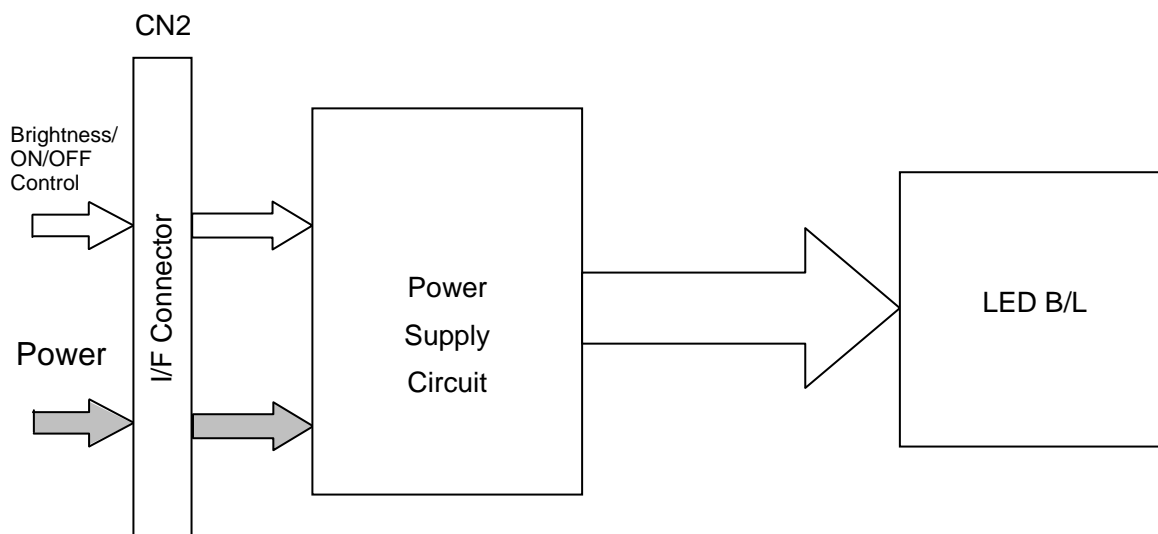 CN2
Brightness/
ON/OFF
Control
Power
I/F Connector
Power
Supply
Circuit
LED B/L